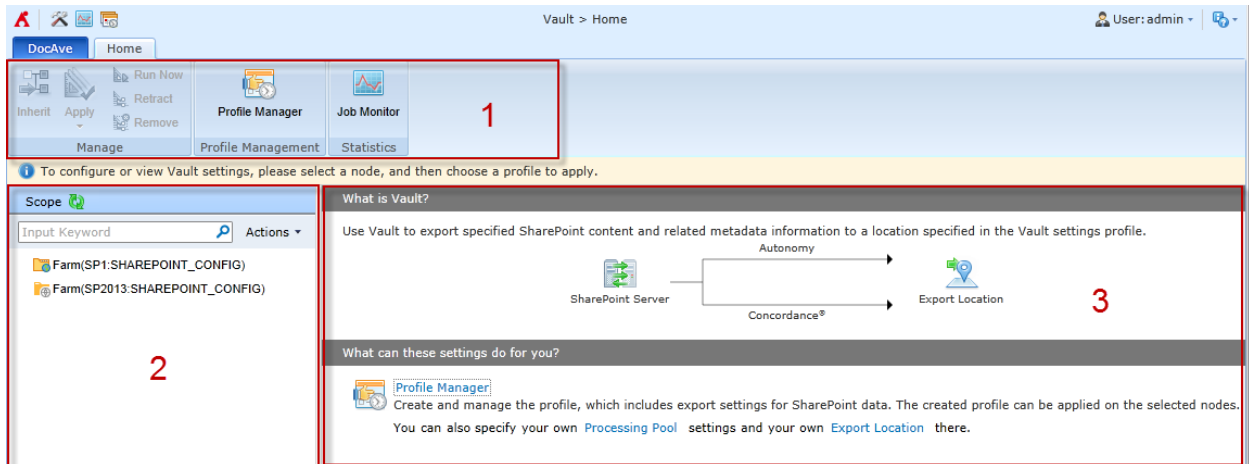 Vault > Home
User: admin
DocAve Home
Inherit
Apply
Run Now
Retract
Remove
Profile Manager
Job Monitor
Manage
Profile Management
Statistics
1
To configure or view Vault settings, please select a node, and then choose a profile to apply.
Scope
Input Keyword
Actions
Farm(SP1:SHAREPOINT_CONFIG)
Farm(SP2013:SHAREPOINT_CONFIG)
2
What is Vault?
Use Vault to export specified SharePoint content and related metadata information to a location specified in the Vault settings profile.
Autonomy
SharePoint Server
Export Location
Concordance®
3
What can these settings do for you?
Profile Manager
Create and manage the profile, which includes export settings for SharePoint data. The created profile can be applied on the selected nodes.
You can also specify your own Processing Pool settings and your own Export Location there.